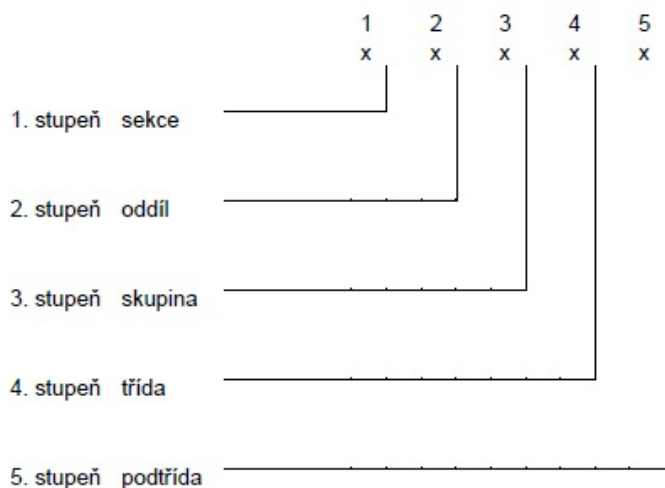 1 2 3 4 5
x x x x x
1. stupeň sekce
2. stupeň oddíl
3. stupeň skupina
4. stupeň třída
5. stupeň podtřída